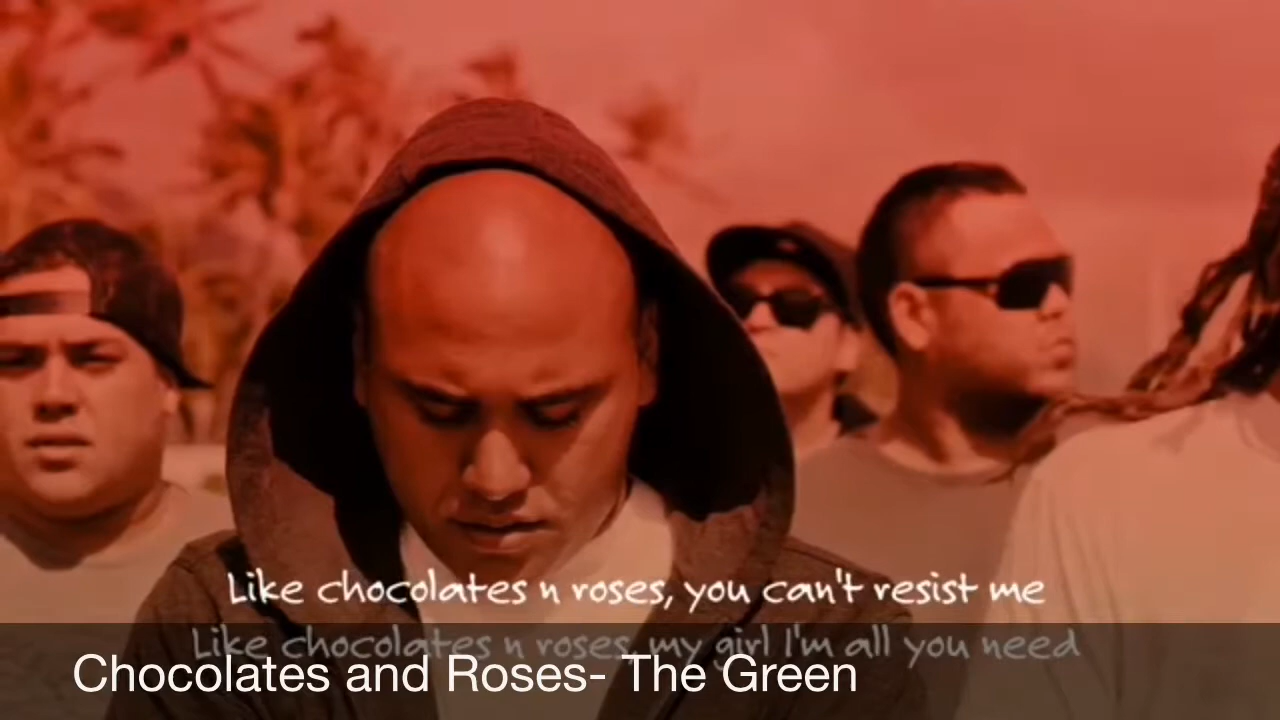 Like chocolates n roses, you can't resist me
Like chocolates n roses, my girl I'm all you need
Chocolates and Roses- The Green